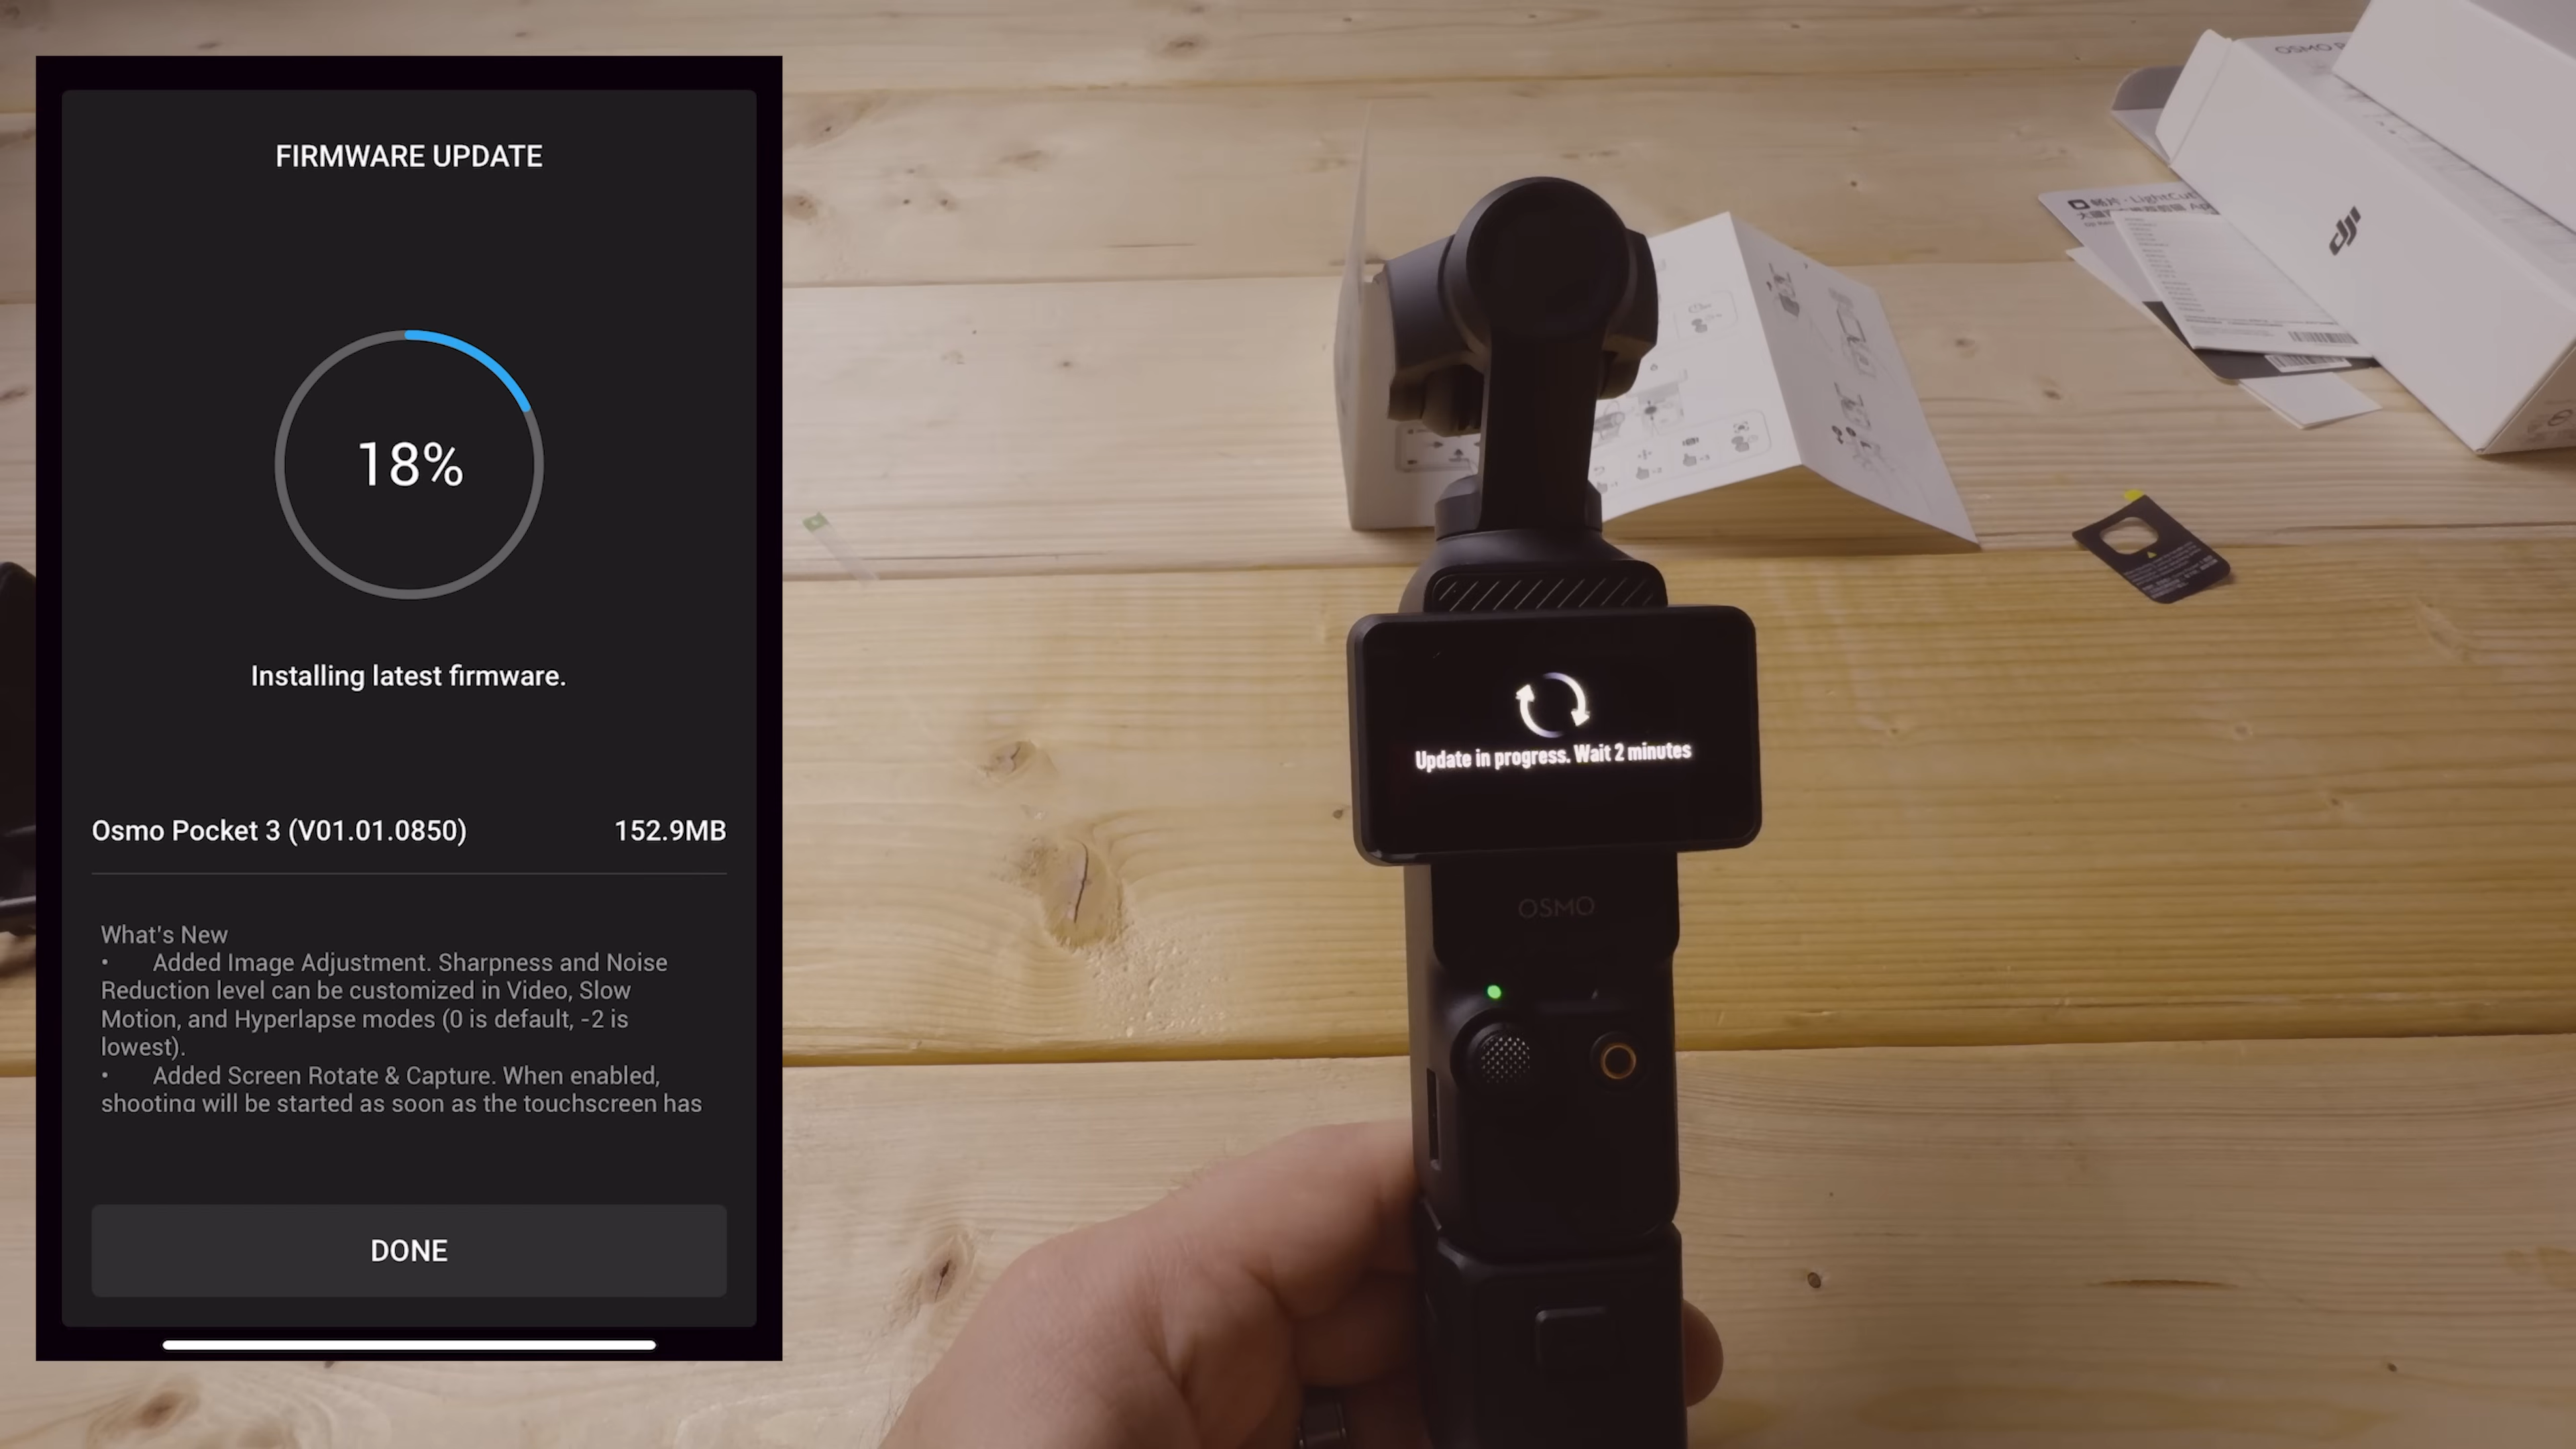 FIRMWARE UPDATE
18%
Installing latest firmware.
Osmo Pocket 3 (V01.01.0850)
152.9MB
What's New
• Added Image Adjustment. Sharpness and Noise
Reduction level can be customized in Video, Slow
Motion, and Hyperlapse modes (0 is default, -2 is
lowest).
• Added Screen Rotate & Capture. When enabled,
shooting will be started as soon as the touchscreen has
DONE
Update in progress. Wait 2 minutes
OSMO
OSMO
LightCut
dji